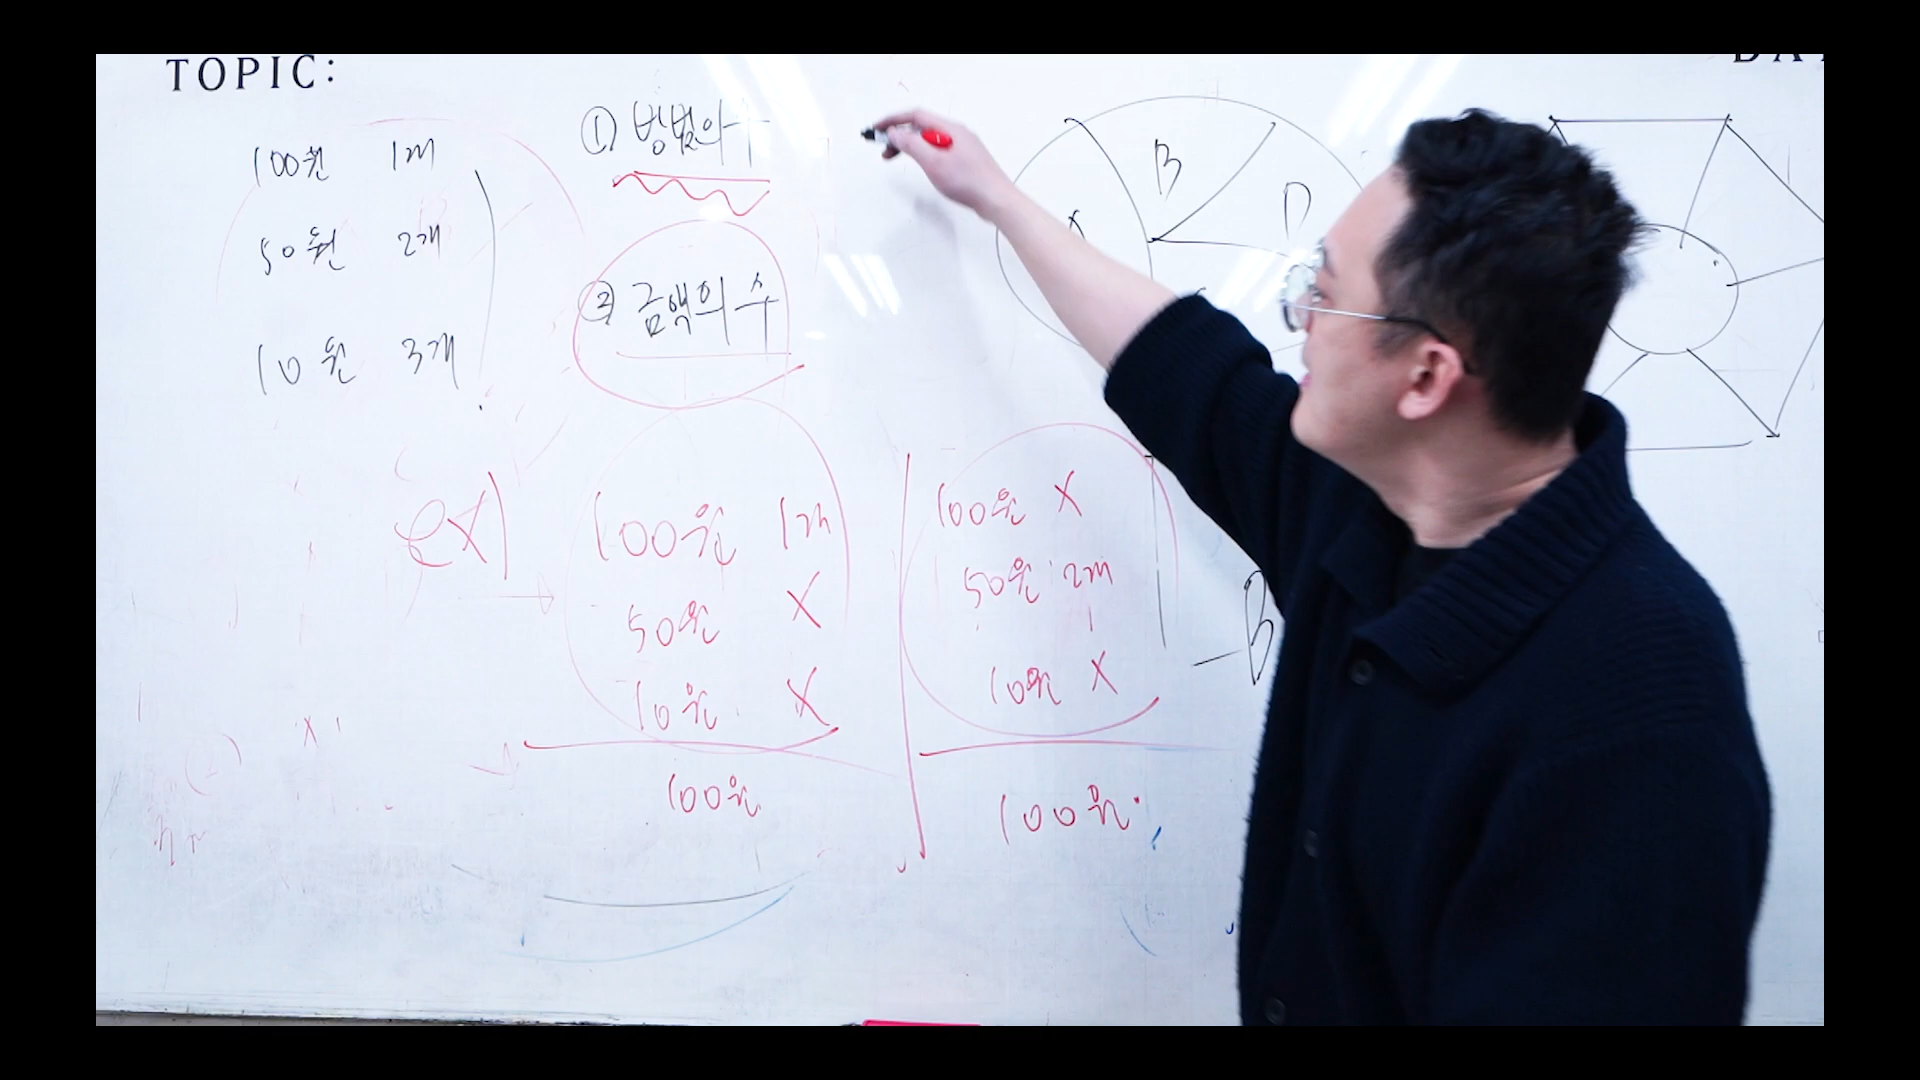 TOPIC:
100원 1개
50원 2개
10원 3개
① 방법의 수
② 금액의 수
ex)
100원 1개
50원 X
10원 X
100원
100원 X
50원 2개
10원 X
100원
A
B
D
B